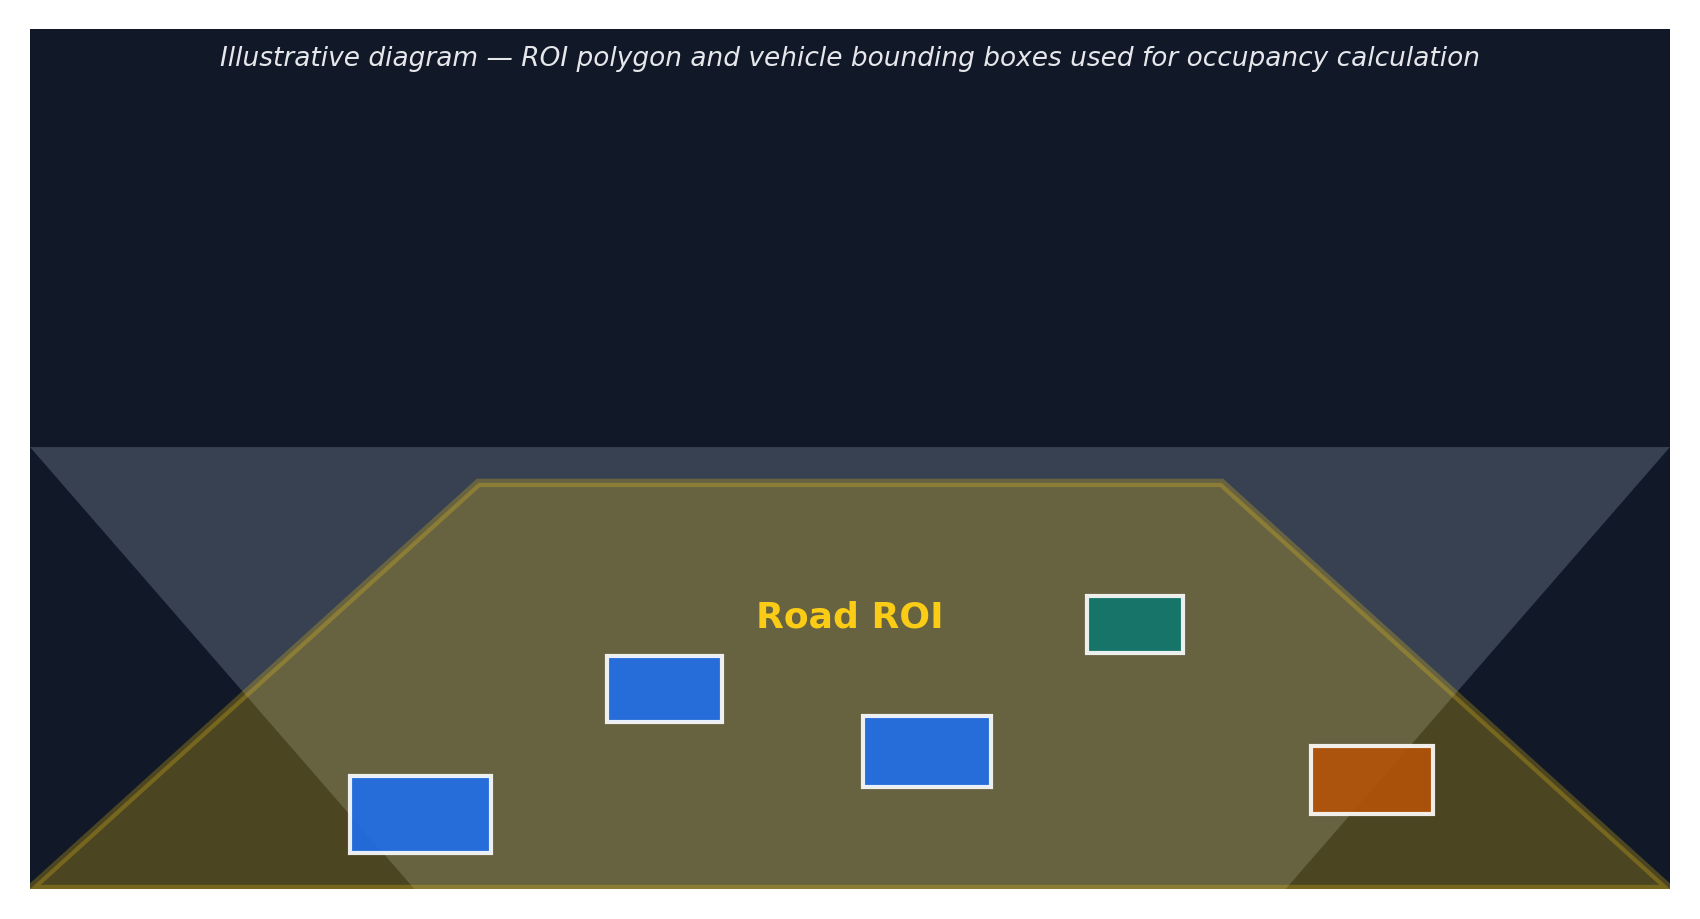 Illustrative diagram — ROI polygon and vehicle bounding boxes used for occupancy calculation
Road ROI